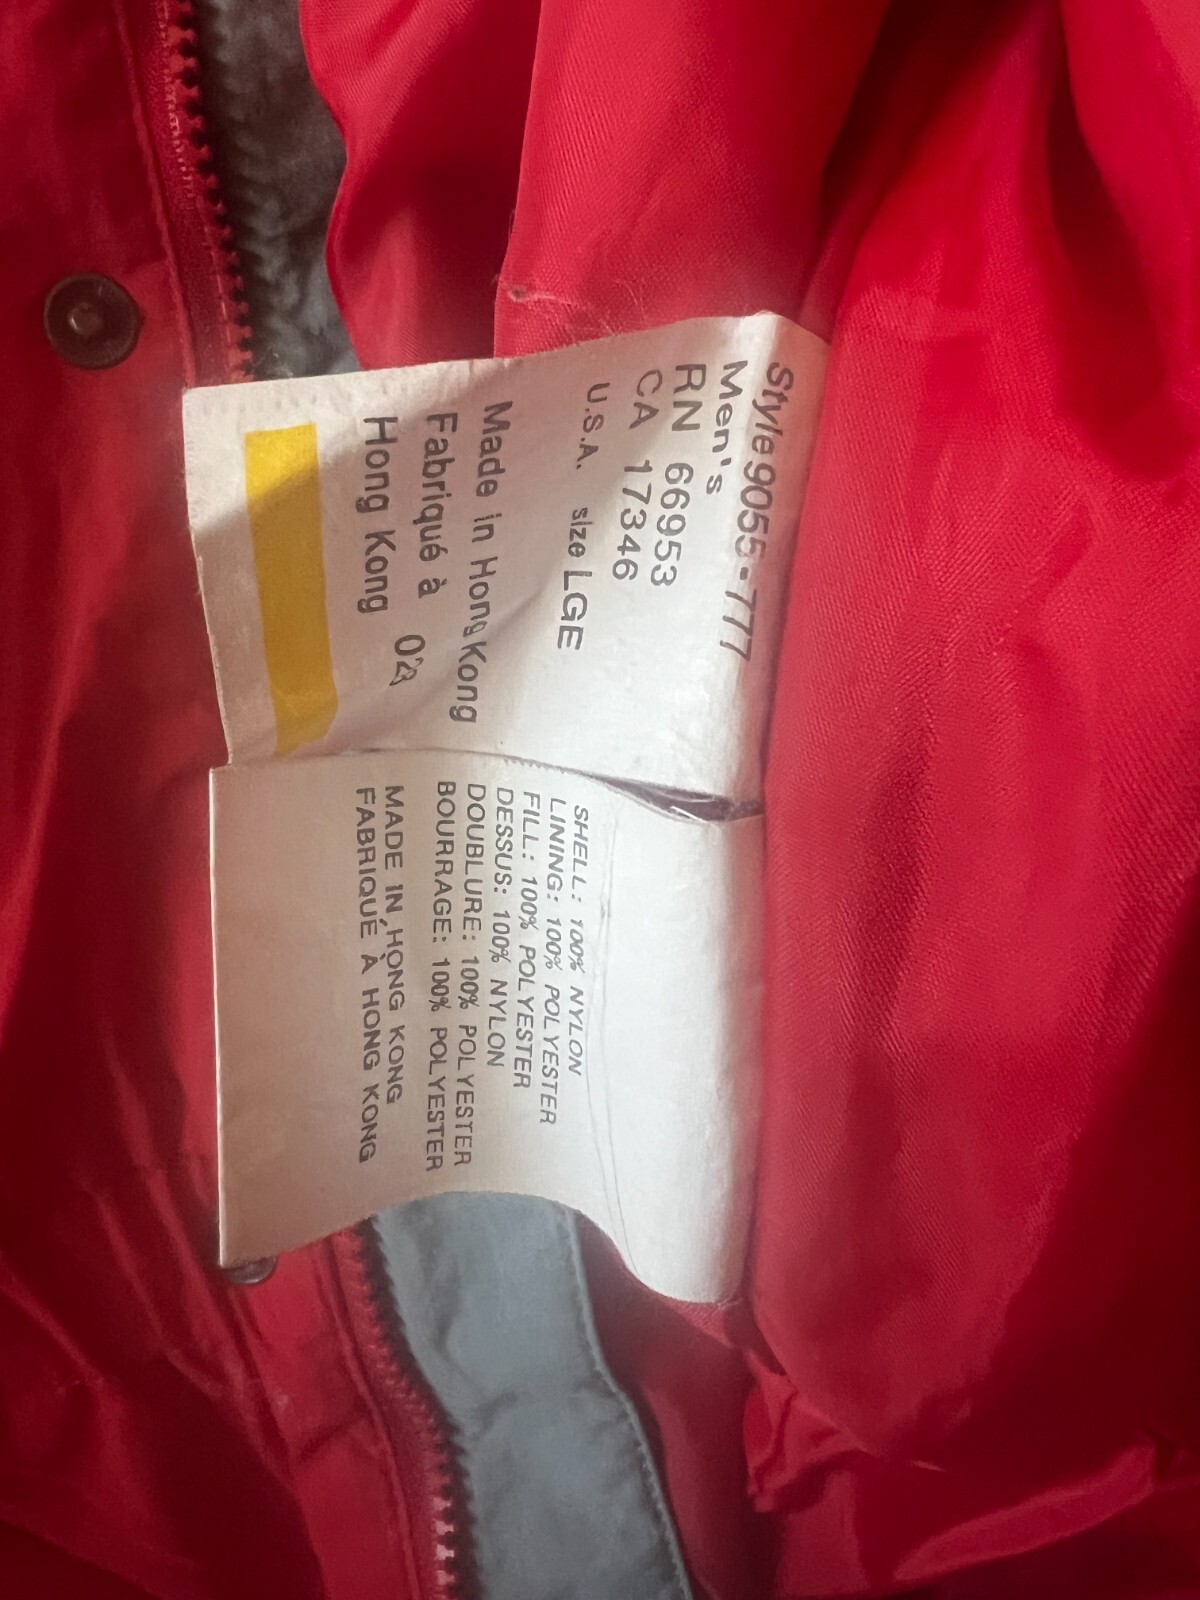 Style 9055-777
Men's
RN 66953
CA 17346
U.S.A. size LGE
Made in Hong Kong
Fabriqué à
Hong Kong
SHELL: 100% NYLON
LINING: 100% POLYESTER
FILL: 100% POLYESTER
DESSUS: 100% NYLON
DOUBLURE: 100% POLYESTER
BOURRAGE: 100% POLYESTER
MADE IN HONG KONG
FABRIQUÉ À HONG KONG